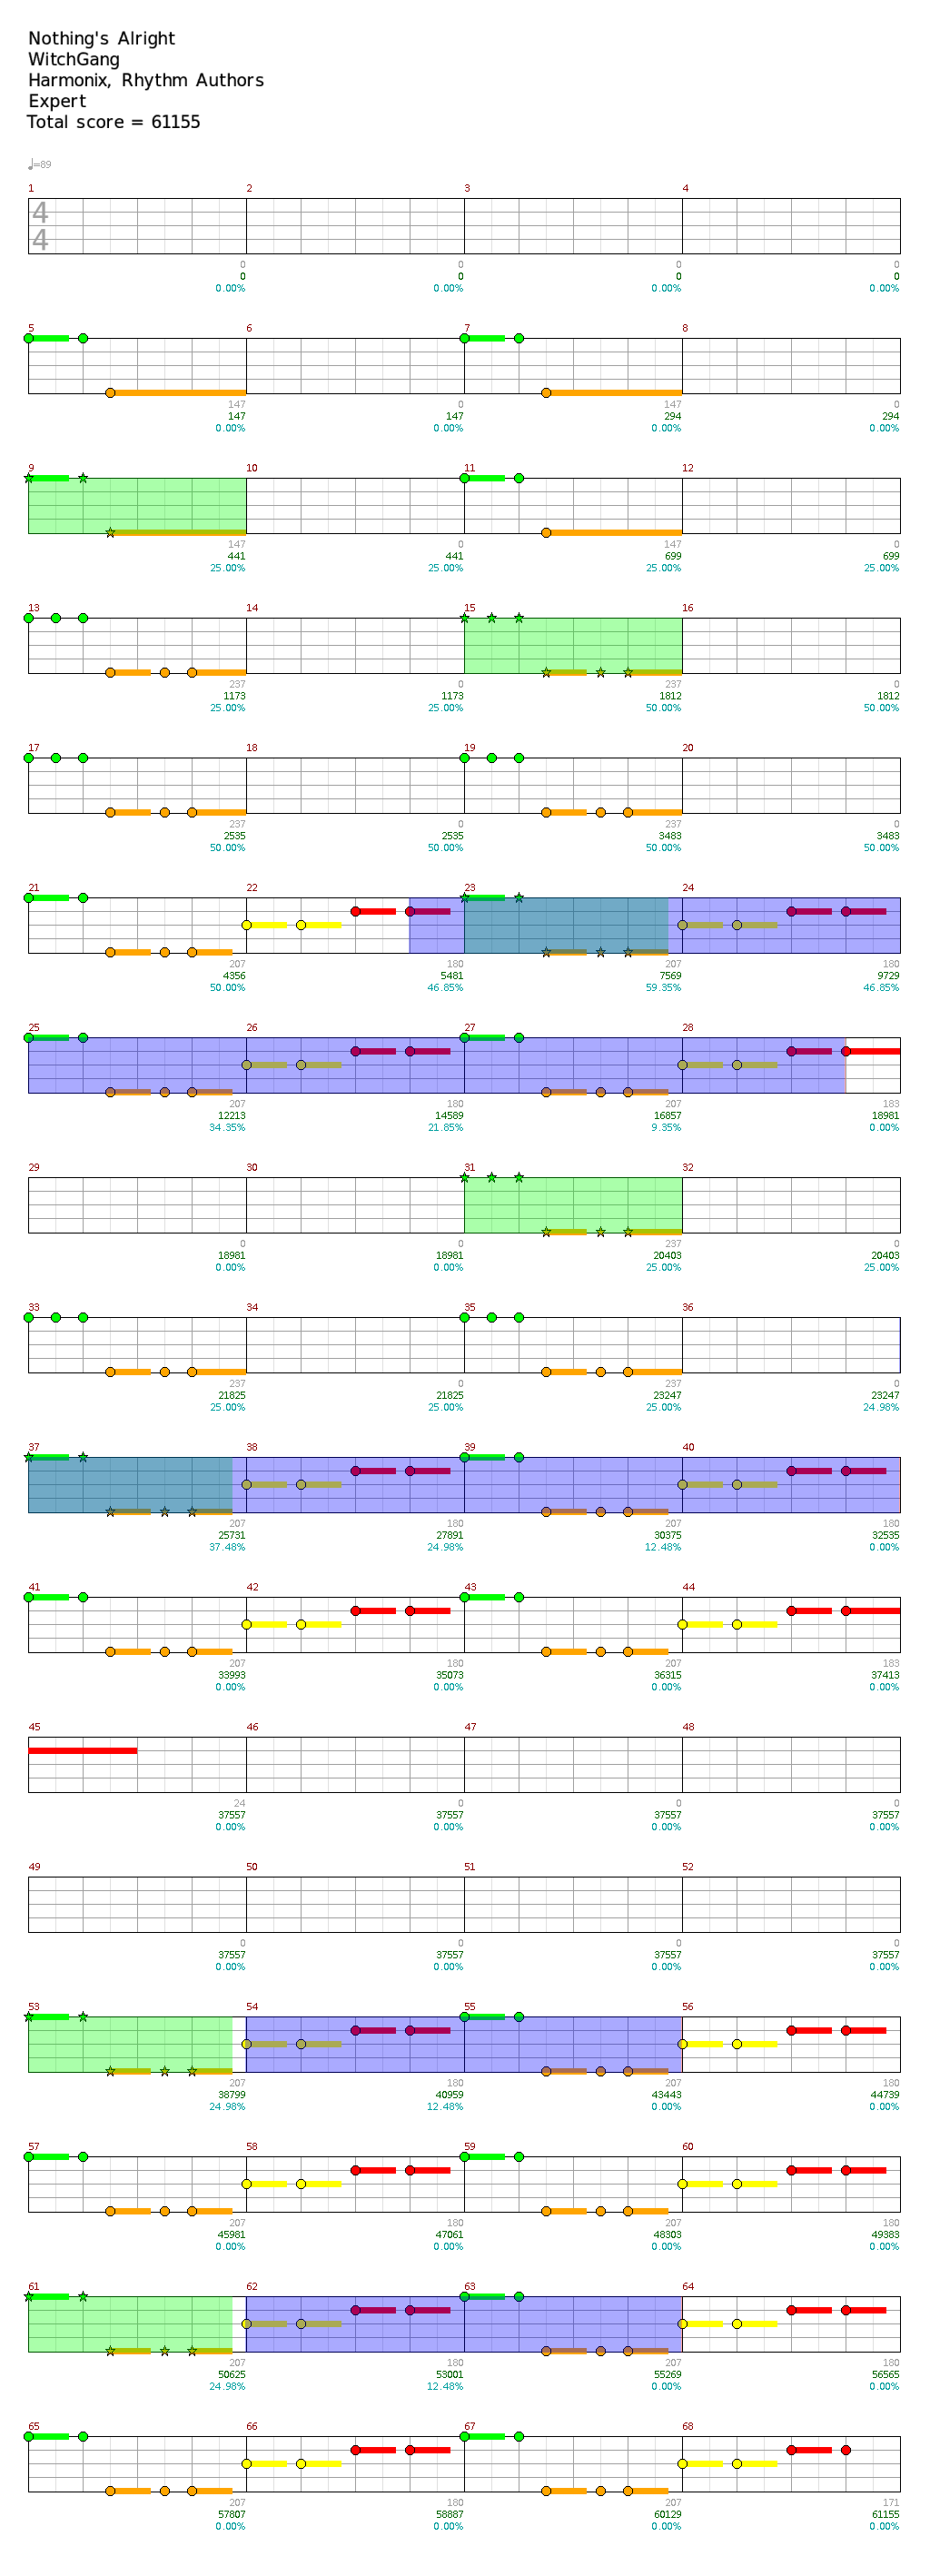 Nothing's Alright
WitchGang
Harmonix, Rhythm Authors
Expert
Total score = 61155
♩=89
1 2 3 4
4
4
0 0 0 0
0 0 0 0
0.00% 0.00% 0.00% 0.00%
5 6 7 8
147 0 147 0
147 147 294 294
0.00% 0.00% 0.00% 0.00%
9 10 11 12
147 0 147 0
441 441 699 699
25.00% 25.00% 25.00% 25.00%
13 14 15 16
237 0 237 0
1173 1173 1812 1812
25.00% 25.00% 50.00% 50.00%
17 18 19 20
237 0 237 0
2535 2535 3483 3483
50.00% 50.00% 50.00% 50.00%
21 22 23 24
207 180 207 180
4356 5481 7569 9729
50.00% 46.85% 59.35% 46.85%
25 26 27 28
207 180 207 183
12213 14589 16857 18981
34.35% 21.85% 9.35% 0.00%
29 30 31 32
0 0 237 0
18981 18981 20403 20403
0.00% 0.00% 25.00% 25.00%
33 34 35 36
237 0 237 0
21825 21825 23247 23247
25.00% 25.00% 25.00% 24.98%
37 38 39 40
207 180 207 180
25731 27891 30375 32535
37.48% 24.98% 12.48% 0.00%
41 42 43 44
207 180 207 183
33993 35073 36315 37413
0.00% 0.00% 0.00% 0.00%
45 46 47 48
24 0 0 0
37557 37557 37557 37557
0.00% 0.00% 0.00% 0.00%
49 50 51 52
0 0 0 0
37557 37557 37557 37557
0.00% 0.00% 0.00% 0.00%
53 54 55 56
207 180 207 180
38799 40959 43443 44739
24.98% 12.48% 0.00% 0.00%
57 58 59 60
207 180 207 180
45981 47061 48303 49383
0.00% 0.00% 0.00% 0.00%
61 62 63 64
207 180 207 180
50625 53001 55269 56565
24.98% 12.48% 0.00% 0.00%
65 66 67 68
207 180 207 171
57807 58887 60129 61155
0.00% 0.00% 0.00% 0.00%